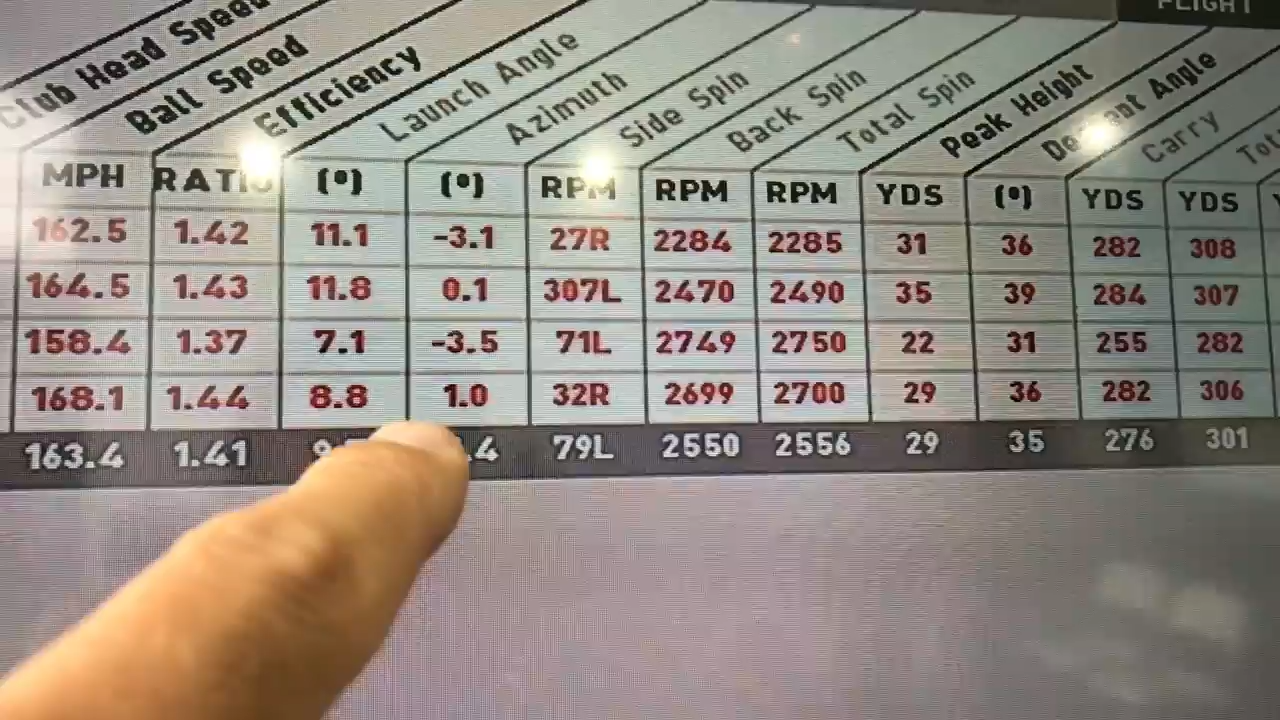 FLIGHT
Club Head Speed Ball Speed Efficiency Launch Angle Azimuth Side Spin Back Spin Total Spin Peak Height Descent Angle Carry
MPH RATIO (°) (°) RPM RPM RPM YDS (°) YDS YDS
162.5 1.42 11.1 -3.1 27R 2284 2285 31 36 282 308
164.5 1.43 11.8 0.1 307L 2470 2490 35 39 284 307
158.4 1.37 7.1 -3.5 71L 2749 2750 22 31 255 282
168.1 1.44 8.8 1.0 32R 2699 2700 29 36 282 306
163.4 1.41 79L 2550 2556 29 35 276 301